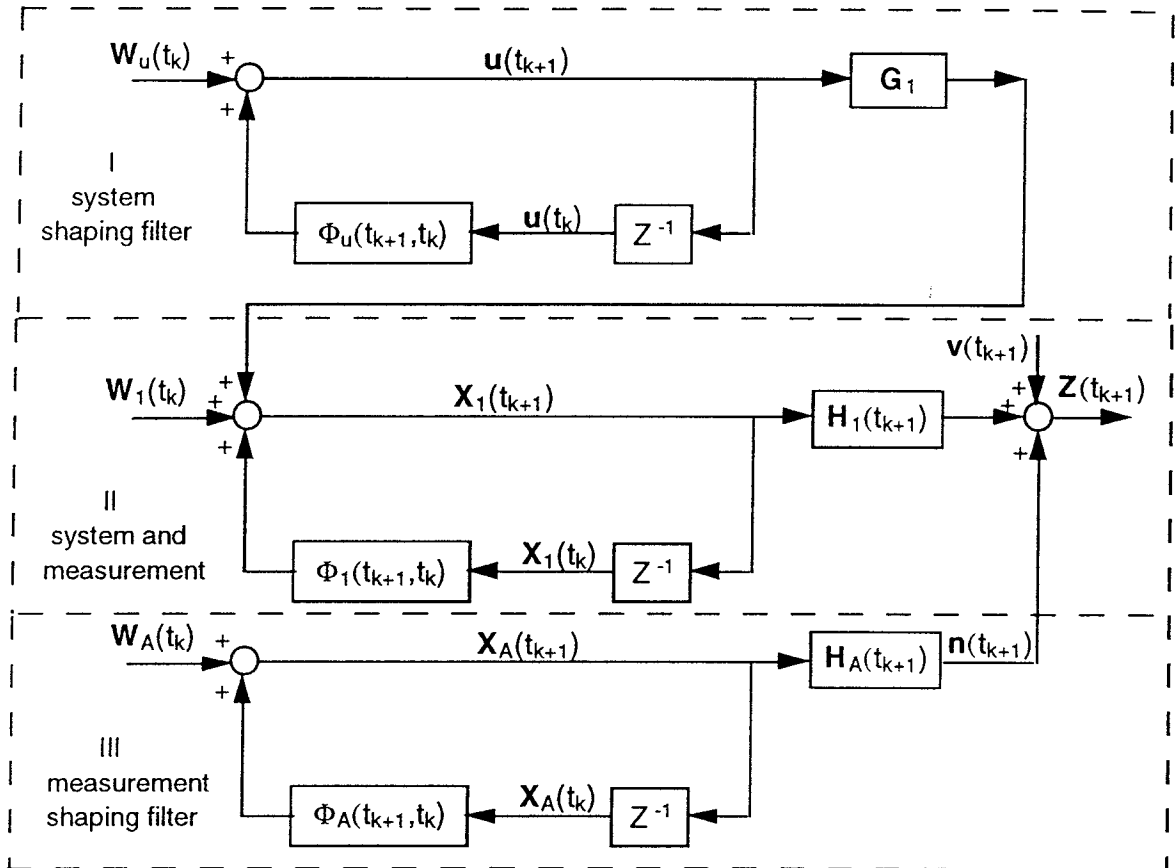 W_u(t_k)
+
+
u(t_{k+1})
G_1
I
system
shaping filter
Φ_u(t_{k+1},t_k)
u(t_k)
Z^{-1}
W_1(t_k)
+
+
+
X_1(t_{k+1})
H_1(t_{k+1})
v(t_{k+1})
+
+
+
Z(t_{k+1})
II
system and
measurement
Φ_1(t_{k+1},t_k)
X_1(t_k)
Z^{-1}
W_A(t_k)
+
+
X_A(t_{k+1})
H_A(t_{k+1})
n(t_{k+1})
III
measurement
shaping filter
Φ_A(t_{k+1},t_k)
X_A(t_k)
Z^{-1}